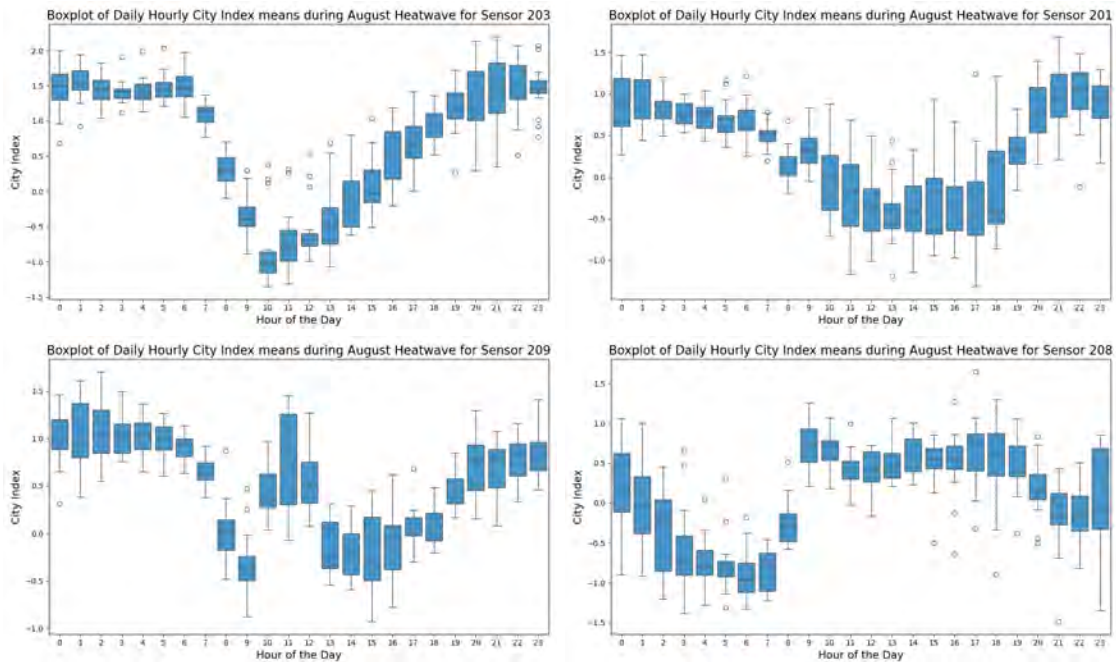 Boxplot of Daily Hourly City Index means during August Heatwave for Sensor 203
City Index
2.0
1.5
1.0
0.5
0.0
−0.5
−1.0
−1.5
0 1 2 3 4 5 6 7 8 9 10 11 12 13 14 15 16 17 18 19 20 21 22 23
Hour of the Day
Boxplot of Daily Hourly City Index means during August Heatwave for Sensor 201
City Index
1.5
1.0
0.5
0.0
−0.5
−1.0
0 1 2 3 4 5 6 7 8 9 10 11 12 13 14 15 16 17 18 19 20 21 22 23
Hour of the Day
Boxplot of Daily Hourly City Index means during August Heatwave for Sensor 209
City Index
1.5
1.0
0.5
0.0
−0.5
−1.0
0 1 2 3 4 5 6 7 8 9 10 11 12 13 14 15 16 17 18 19 20 21 22 23
Hour of the Day
Boxplot of Daily Hourly City Index means during August Heatwave for Sensor 208
City Index
1.5
1.0
0.5
0.0
−0.5
−1.0
−1.5
0 1 2 3 4 5 6 7 8 9 10 11 12 13 14 15 16 17 18 19 20 21 22 23
Hour of the Day